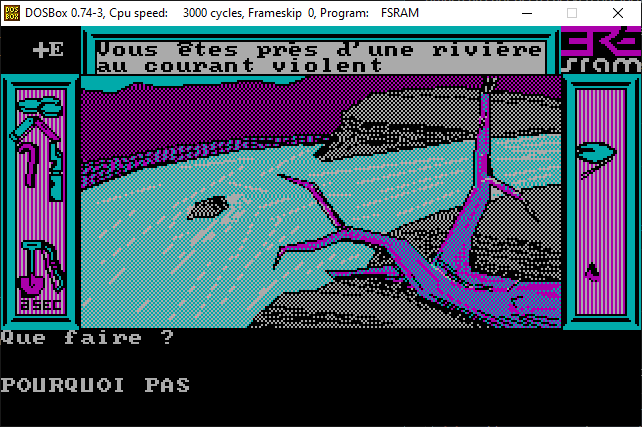 DOSBox 0.74-3, Cpu speed: 3000 cycles, Frameskip 0, Program: FSRAM
+E
Vous êtes près d'une rivière
au courant violent
ERE
sram
2SEC
Que faire ?
POURQUOI PAS